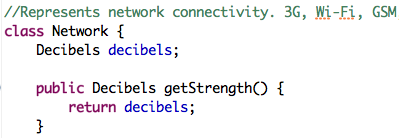 //Represents network connectivity. 3G, Wi-Fi, GSM
class Network {
    Decibels decibels;

    public Decibels getStrength() {
        return decibels;
    }